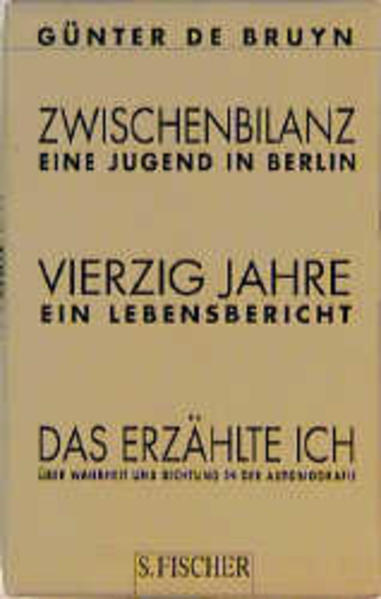 GÜNTER DE BRUYN
ZWISCHENBILANZ
EINE JUGEND IN BERLIN
VIERZIG JAHRE
EIN LEBENSBERICHT
DAS ERZÄHLTE ICH
ÜBER WAHRHEIT UND DICHTUNG IN DER AUTOBIOGRAFIE
S. FISCHER